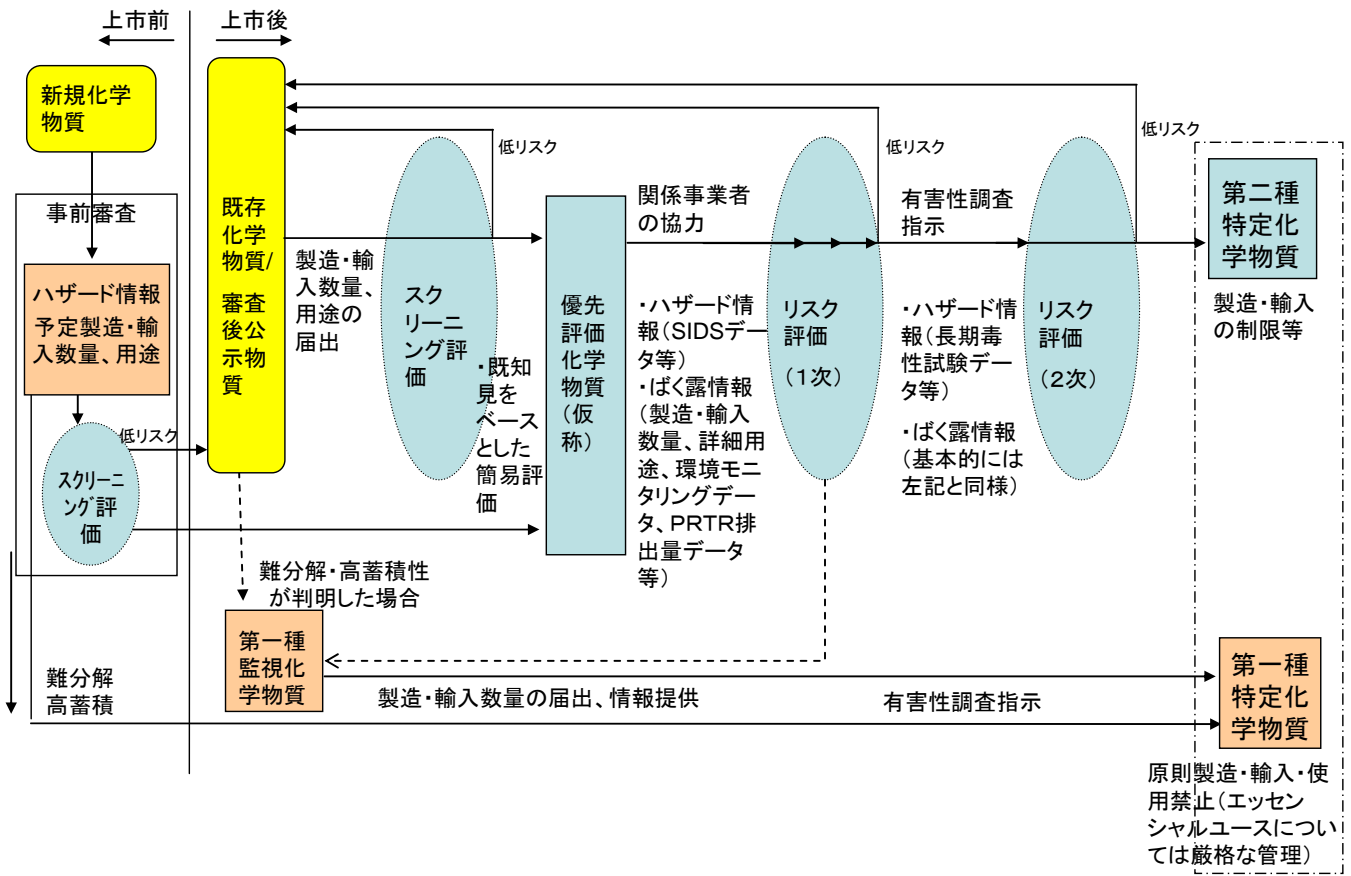 上市前
上市後
新規化学
物質
事前審査
ハザード情報
予定製造・輸
入数量、用途
スクリーニ
ング評
価
低リスク
難分解
高蓄積
既存
化学
物質/
審査
後公
示物
質
製造・輸
入数量、
用途の
届出
スク
リーニ
ング評
価
低リスク
・既知
見を
ベース
とした
簡易評
価
優先
評価
化学
物質
(仮
称)
関係事業者
の協力
・ハザード情
報(SIDSデー
タ等)
・ばく露情報
(製造・輸入
数量、詳細用
途、環境モニ
タリングデー
タ、PRTR排
出量データ
等)
リスク
評価
(1次)
低リスク
有害性調査
指示
・ハザード情
報(長期毒
性試験デー
タ等)
・ばく露情報
(基本的には
左記と同様)
リスク
評価
(2次)
低リスク
第二種
特定化
学物質
製造・輸入
の制限等
難分解・高蓄積性
が判明した場合
第一種
監視化
学物質
製造・輸入数量の届出、情報提供
有害性調査指示
第一種
特定化
学物質
原則製造・輸入・使
用禁止(エッセン
シャルユースについ
ては厳格な管理)